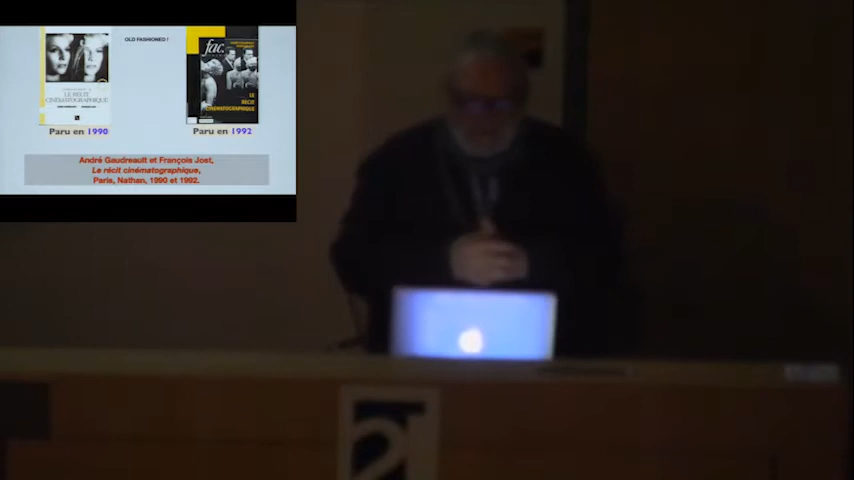 OLD FASHIONED !
fac.
LE RÉCIT
CINÉMATOGRAPHIQUE
LE
RÉCIT
CINÉMATOGRAPHIQUE
Paru en 1990
Paru en 1992
André Gaudreault et François Jost,
Le récit cinématographique,
Paris, Nathan, 1990 et 1992.